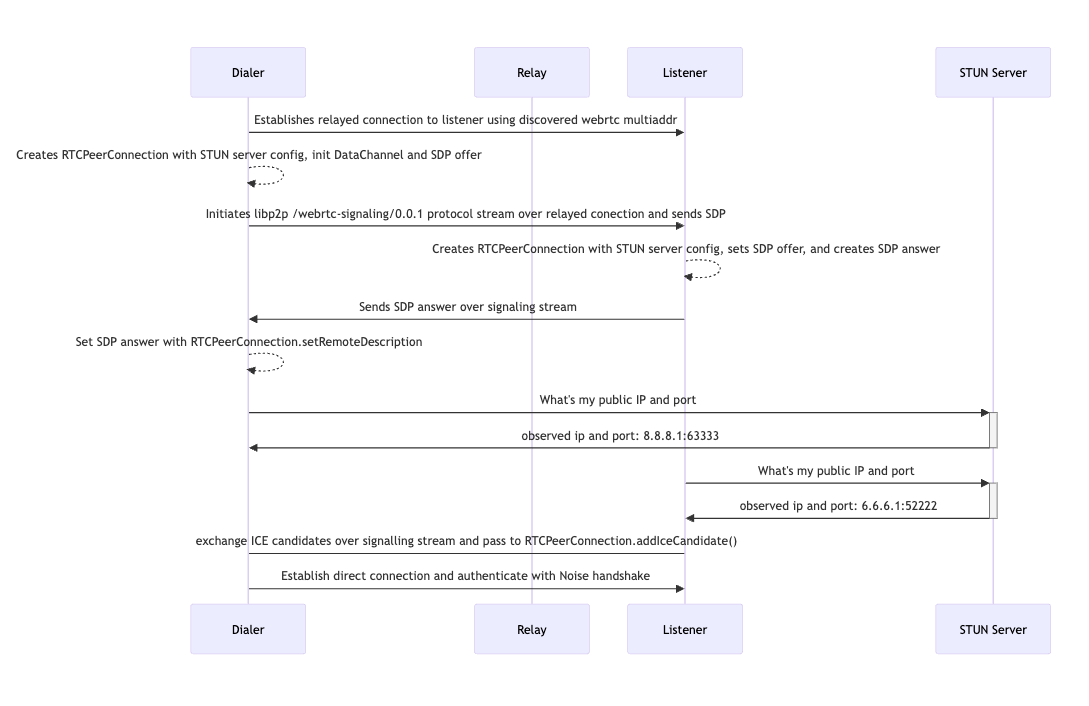 Dialer
Relay
Listener
STUN Server
Establishes relayed connection to listener using discovered webrtc multiaddr
Creates RTCPeerConnection with STUN server config, init DataChannel and SDP offer
Initiates libp2p /webrtc-signaling/0.0.1 protocol stream over relayed conection and sends SDP
Creates RTCPeerConnection with STUN server config, sets SDP offer, and creates SDP answer
Sends SDP answer over signaling stream
Set SDP answer with RTCPeerConnection.setRemoteDescription
What's my public IP and port
observed ip and port: 8.8.8.1:63333
What's my public IP and port
observed ip and port: 6.6.6.1:52222
exchange ICE candidates over signalling stream and pass to RTCPeerConnection.addIceCandidate()
Establish direct connection and authenticate with Noise handshake
Dialer
Relay
Listener
STUN Server